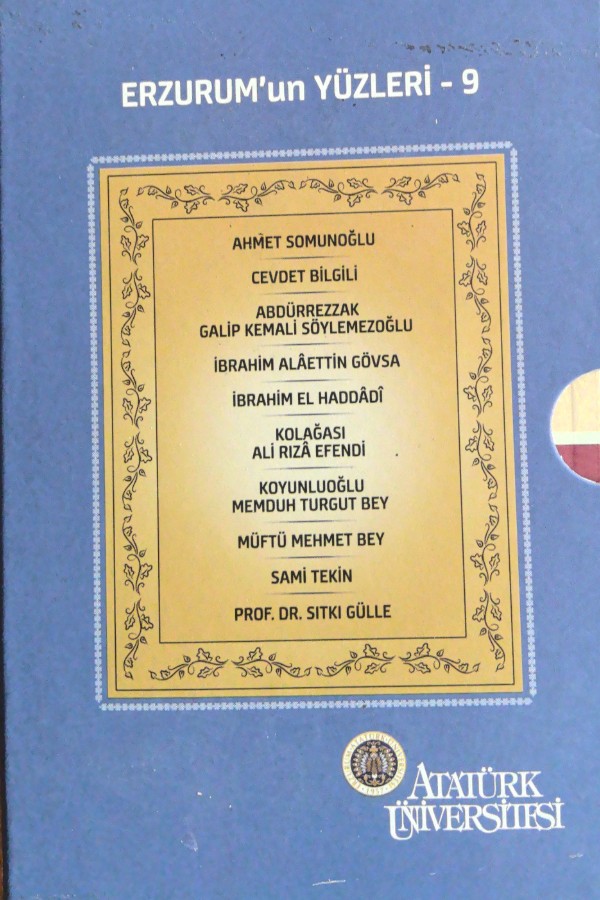 ERZURUM'un YÜZLERİ - 9
AHMET SOMUNOĞLU
CEVDET BİLGİLİ
ABDÜRREZZAK
GALİP KEMALİ SÖYLEMEZOĞLU
İBRAHİM ALÂETTİN GÖVSA
İBRAHİM EL HADDÂDÎ
KOLAĞASI
ALİ RIZÂ EFENDİ
KOYUNLUOĞLU
MEMDUH TURGUT BEY
MÜFTÜ MEHMET BEY
SAMİ TEKİN
PROF. DR. SITKI GÜLLE
ATATÜRK
ÜNİVERSİTESİ